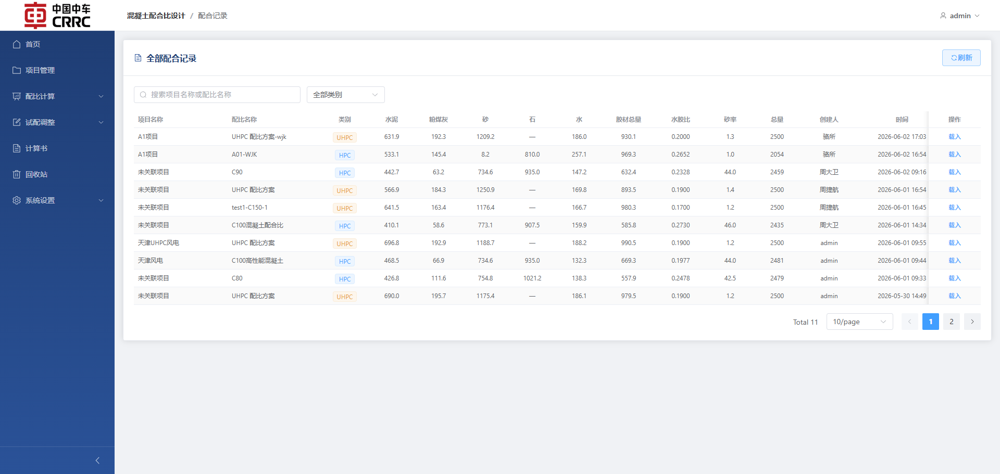 中国中车
CRRC
混凝土配合比设计 / 配合记录
admin
首页
项目管理
配比计算
试配调整
计算书
回收站
系统设置
全部配合记录
刷新
搜索项目名称或配比名称
全部类别
项目名称 配比名称 类别 水泥 粉煤灰 砂 石 水 胶材总量 水胶比 砂率 总量 创建人 时间 操作
A1项目 UHPC 配比方案-wjk UHPC 631.9 192.3 1209.2 — 186.0 930.1 0.2000 1.3 2500 骆所 2026-06-02 17:03 载入
A1项目 A01-WJK HPC 533.1 145.4 8.2 810.0 257.1 969.3 0.2652 1.0 2054 骆所 2026-06-02 16:54 载入
未关联项目 C90 HPC 442.7 63.2 734.6 935.0 147.2 632.4 0.2328 44.0 2459 周大卫 2026-06-02 09:16 载入
未关联项目 UHPC 配比方案 UHPC 566.9 184.3 1250.9 — 169.8 893.5 0.1900 1.4 2500 周捷航 2026-06-01 16:54 载入
未关联项目 test1-C150-1 UHPC 641.5 163.4 1176.4 — 166.7 980.3 0.1700 1.2 2500 周捷航 2026-06-01 16:45 载入
未关联项目 C100混凝土配合比 HPC 410.1 58.6 773.1 907.5 159.9 585.8 0.2730 46.0 2435 周大卫 2026-06-01 14:34 载入
天津UHPC风电 UHPC 配比方案 UHPC 696.8 192.9 1188.7 — 188.2 990.5 0.1900 1.2 2500 admin 2026-06-01 09:55 载入
天津风电 C100高性能混凝土 HPC 468.5 66.9 734.6 935.0 132.3 669.3 0.1977 44.0 2481 admin 2026-06-01 09:44 载入
未关联项目 C80 HPC 426.8 111.6 754.8 1021.2 138.3 557.9 0.2478 42.5 2479 admin 2026-06-01 09:33 载入
未关联项目 UHPC 配比方案 UHPC 690.0 195.7 1175.4 — 186.1 979.5 0.1900 1.2 2500 admin 2026-05-30 14:49 载入
Total 11 10/page 1 2